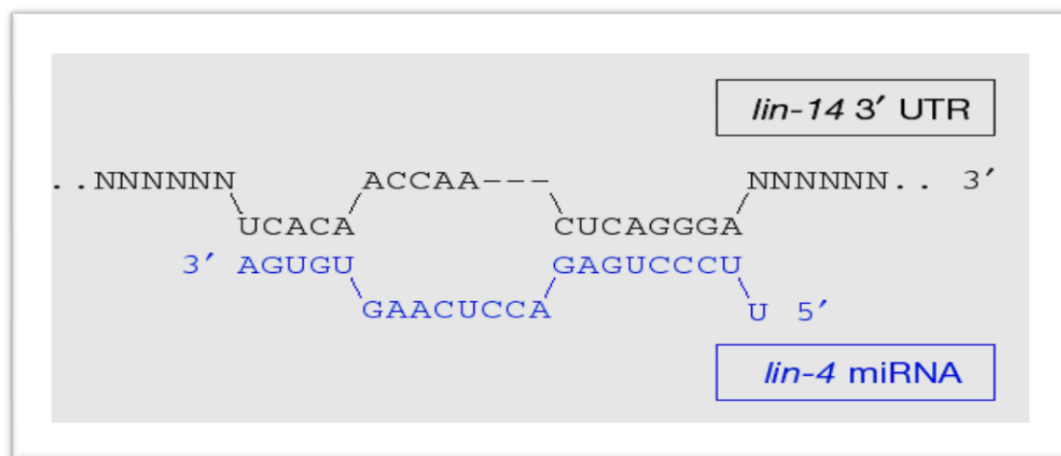 lin-14 3′ UTR
..NNNNNN ACCAA--- NNNNNN.. 3′
UCACA CUCAGGGA
3′ AGUGU GAGUCCCU
GAACUCCA U 5′
lin-4 miRNA